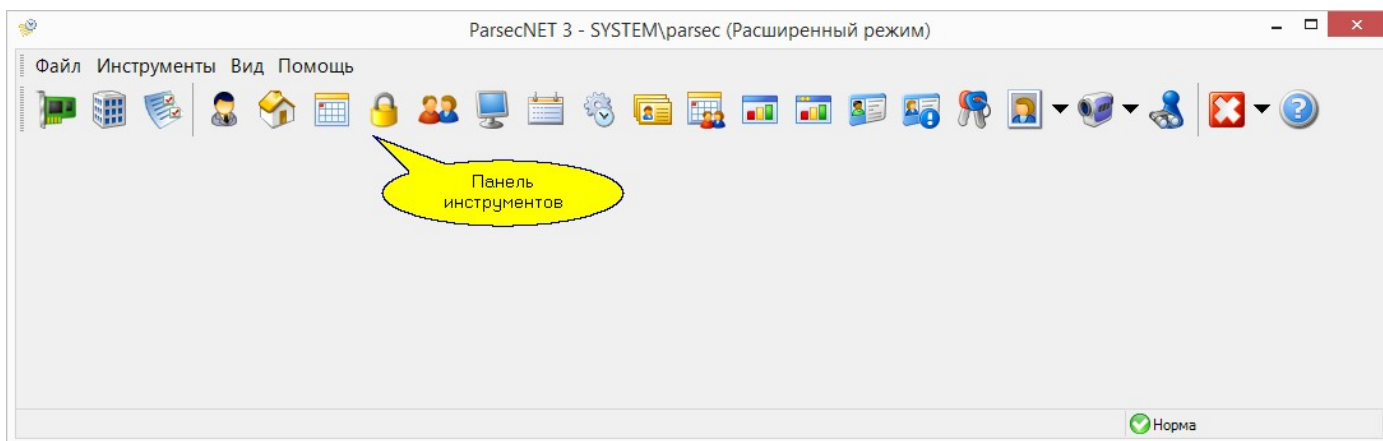 ParsecNET 3 - SYSTEM\parsec (Расширенный режим)
Файл Инструменты Вид Помощь
Панель
инструментов
Норма